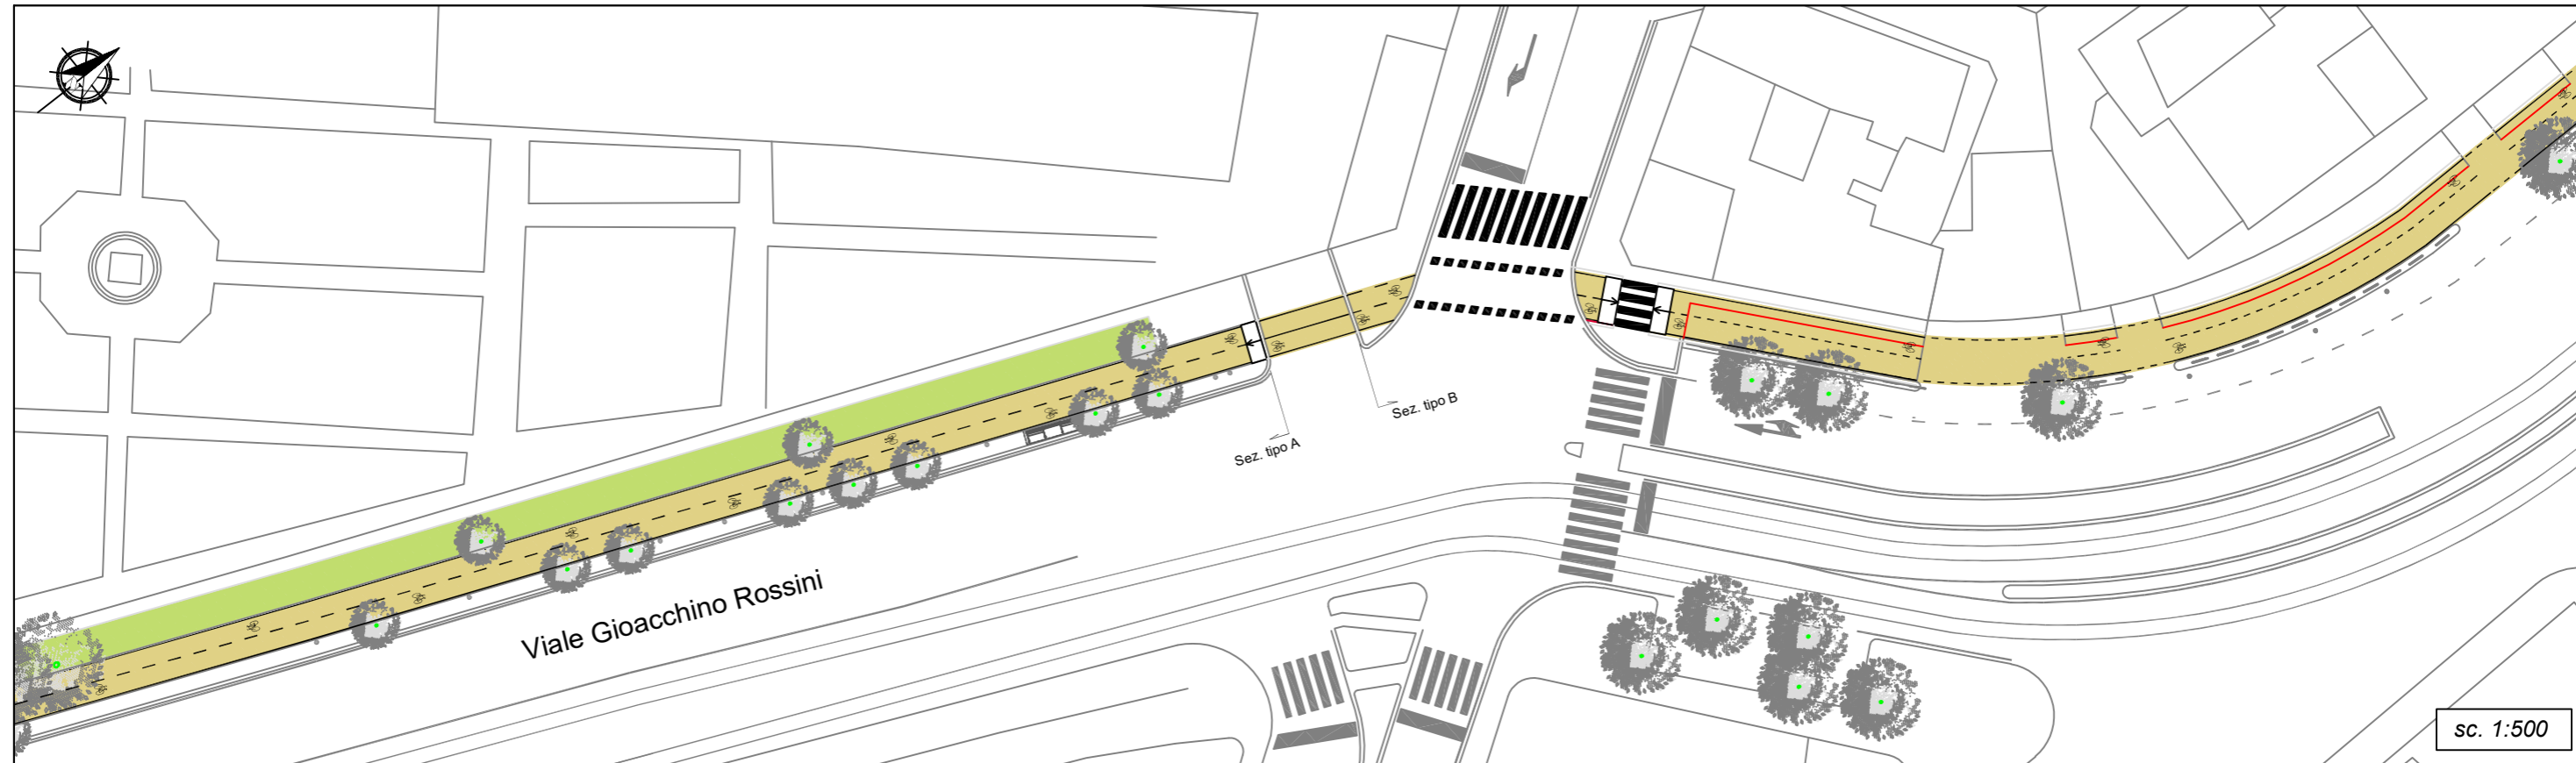 Sez. tipo B
Sez. tipo A
Viale Gioacchino Rossini
sc. 1:500